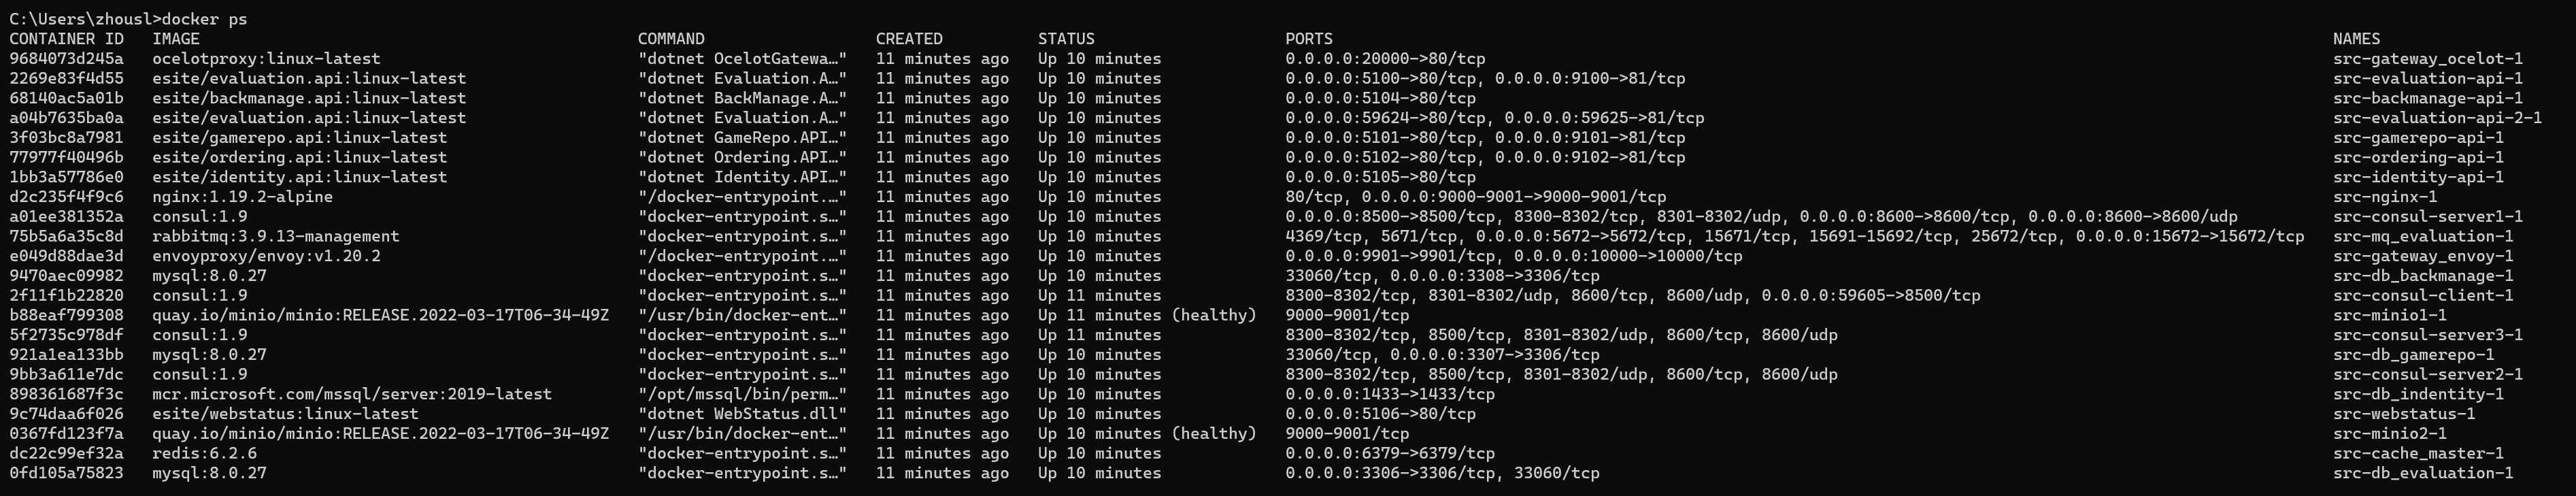 C:\Users\zhousl>docker ps
CONTAINER ID   IMAGE                                              COMMAND                  CREATED          STATUS                    PORTS                                                                                                         NAMES
9684073d245a   ocelotproxy:linux-latest                           "dotnet OcelotGatewa…"   11 minutes ago   Up 10 minutes             0.0.0.0:20000->80/tcp                                                                                         src-gateway_ocelot-1
2269e83f4d55   esite/evaluation.api:linux-latest                  "dotnet Evaluation.A…"   11 minutes ago   Up 10 minutes             0.0.0.0:5100->80/tcp, 0.0.0.0:9100->81/tcp                                                                    src-evaluation-api-1
68140ac5a01b   esite/backmanage.api:linux-latest                  "dotnet BackManage.A…"   11 minutes ago   Up 10 minutes             0.0.0.0:5104->80/tcp                                                                                          src-backmanage-api-1
a04b7635ba0a   esite/evaluation.api:linux-latest                  "dotnet Evaluation.A…"   11 minutes ago   Up 10 minutes             0.0.0.0:59624->80/tcp, 0.0.0.0:59625->81/tcp                                                                  src-evaluation-api-2-1
3f03bc8a7981   esite/gamerepo.api:linux-latest                    "dotnet GameRepo.API…"   11 minutes ago   Up 10 minutes             0.0.0.0:5101->80/tcp, 0.0.0.0:9101->81/tcp                                                                    src-gamerepo-api-1
77977f40496b   esite/ordering.api:linux-latest                    "dotnet Ordering.API…"   11 minutes ago   Up 10 minutes             0.0.0.0:5102->80/tcp, 0.0.0.0:9102->81/tcp                                                                    src-ordering-api-1
1bb3a57786e0   esite/identity.api:linux-latest                    "dotnet Identity.API…"   11 minutes ago   Up 10 minutes             0.0.0.0:5105->80/tcp                                                                                          src-identity-api-1
d2c235f4f9c6   nginx:1.19.2-alpine                                "/docker-entrypoint.…"   11 minutes ago   Up 10 minutes             80/tcp, 0.0.0.0:9000-9001->9000-9001/tcp                                                                      src-nginx-1
a01ee381352a   consul:1.9                                         "docker-entrypoint.s…"   11 minutes ago   Up 10 minutes             0.0.0.0:8500->8500/tcp, 8300-8302/tcp, 8301-8302/udp, 0.0.0.0:8600->8600/tcp, 0.0.0.0:8600->8600/udp          src-consul-server1-1
75b5a6a35c8d   rabbitmq:3.9.13-management                         "docker-entrypoint.s…"   11 minutes ago   Up 10 minutes             4369/tcp, 5671/tcp, 0.0.0.0:5672->5672/tcp, 15671/tcp, 15691-15692/tcp, 25672/tcp, 0.0.0.0:15672->15672/tcp   src-mq_evaluation-1
e049d88dae3d   envoyproxy/envoy:v1.20.2                           "/docker-entrypoint.…"   11 minutes ago   Up 10 minutes             0.0.0.0:9901->9901/tcp, 0.0.0.0:10000->10000/tcp                                                              src-gateway_envoy-1
9470aec09982   mysql:8.0.27                                       "docker-entrypoint.s…"   11 minutes ago   Up 10 minutes             33060/tcp, 0.0.0.0:3308->3306/tcp                                                                             src-db_backmanage-1
2f11f1b22820   consul:1.9                                         "docker-entrypoint.s…"   11 minutes ago   Up 11 minutes             8300-8302/tcp, 8301-8302/udp, 8600/tcp, 8600/udp, 0.0.0.0:59605->8500/tcp                                     src-consul-client-1
b88eaf799308   quay.io/minio/minio:RELEASE.2022-03-17T06-34-49Z   "/usr/bin/docker-ent…"   11 minutes ago   Up 11 minutes (healthy)   9000-9001/tcp                                                                                                 src-minio1-1
5f2735c978df   consul:1.9                                         "docker-entrypoint.s…"   11 minutes ago   Up 11 minutes             8300-8302/tcp, 8500/tcp, 8301-8302/udp, 8600/tcp, 8600/udp                                                    src-consul-server3-1
921a1ea133bb   mysql:8.0.27                                       "docker-entrypoint.s…"   11 minutes ago   Up 10 minutes             33060/tcp, 0.0.0.0:3307->3306/tcp                                                                             src-db_gamerepo-1
9bb3a611e7dc   consul:1.9                                         "docker-entrypoint.s…"   11 minutes ago   Up 10 minutes             8300-8302/tcp, 8500/tcp, 8301-8302/udp, 8600/tcp, 8600/udp                                                    src-consul-server2-1
898361687f3c   mcr.microsoft.com/mssql/server:2019-latest         "/opt/mssql/bin/perm…"   11 minutes ago   Up 10 minutes             0.0.0.0:1433->1433/tcp                                                                                        src-db_indentity-1
9c74daa6f026   esite/webstatus:linux-latest                       "dotnet WebStatus.dll"   11 minutes ago   Up 10 minutes             0.0.0.0:5106->80/tcp                                                                                          src-webstatus-1
0367fd123f7a   quay.io/minio/minio:RELEASE.2022-03-17T06-34-49Z   "/usr/bin/docker-ent…"   11 minutes ago   Up 10 minutes (healthy)   9000-9001/tcp                                                                                                 src-minio2-1
dc22c99ef32a   redis:6.2.6                                        "docker-entrypoint.s…"   11 minutes ago   Up 10 minutes             0.0.0.0:6379->6379/tcp                                                                                        src-cache_master-1
0fd105a75823   mysql:8.0.27                                       "docker-entrypoint.s…"   11 minutes ago   Up 10 minutes             0.0.0.0:3306->3306/tcp, 33060/tcp                                                                             src-db_evaluation-1